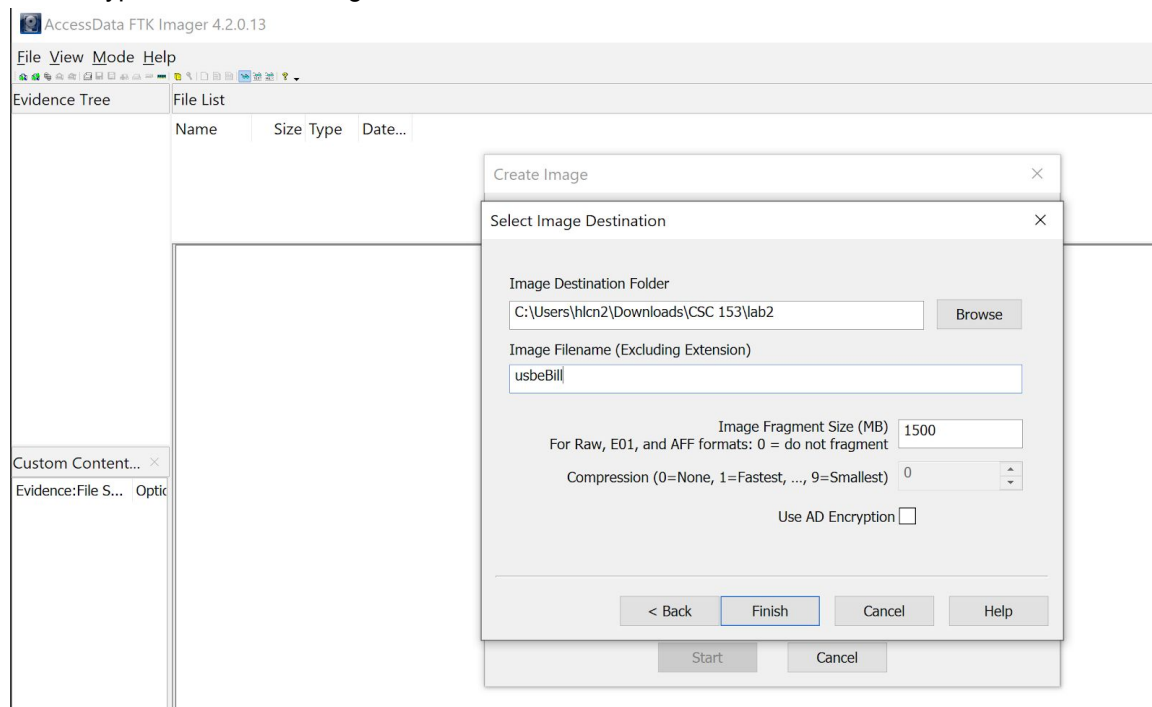 AccessData FTK Imager 4.2.0.13
File View Mode Help
Evidence Tree
File List
Name Size Type Date...
Create Image
Select Image Destination
Image Destination Folder
C:\Users\hlcn2\Downloads\CSC 153\lab2
Browse
Image Filename (Excluding Extension)
usbeBill
Image Fragment Size (MB)
For Raw, E01, and AFF formats: 0 = do not fragment
1500
Compression (0=None, 1=Fastest, ..., 9=Smallest)
0
Use AD Encryption
< Back Finish Cancel Help
Start Cancel
Custom Content...
Evidence:File S... Optic